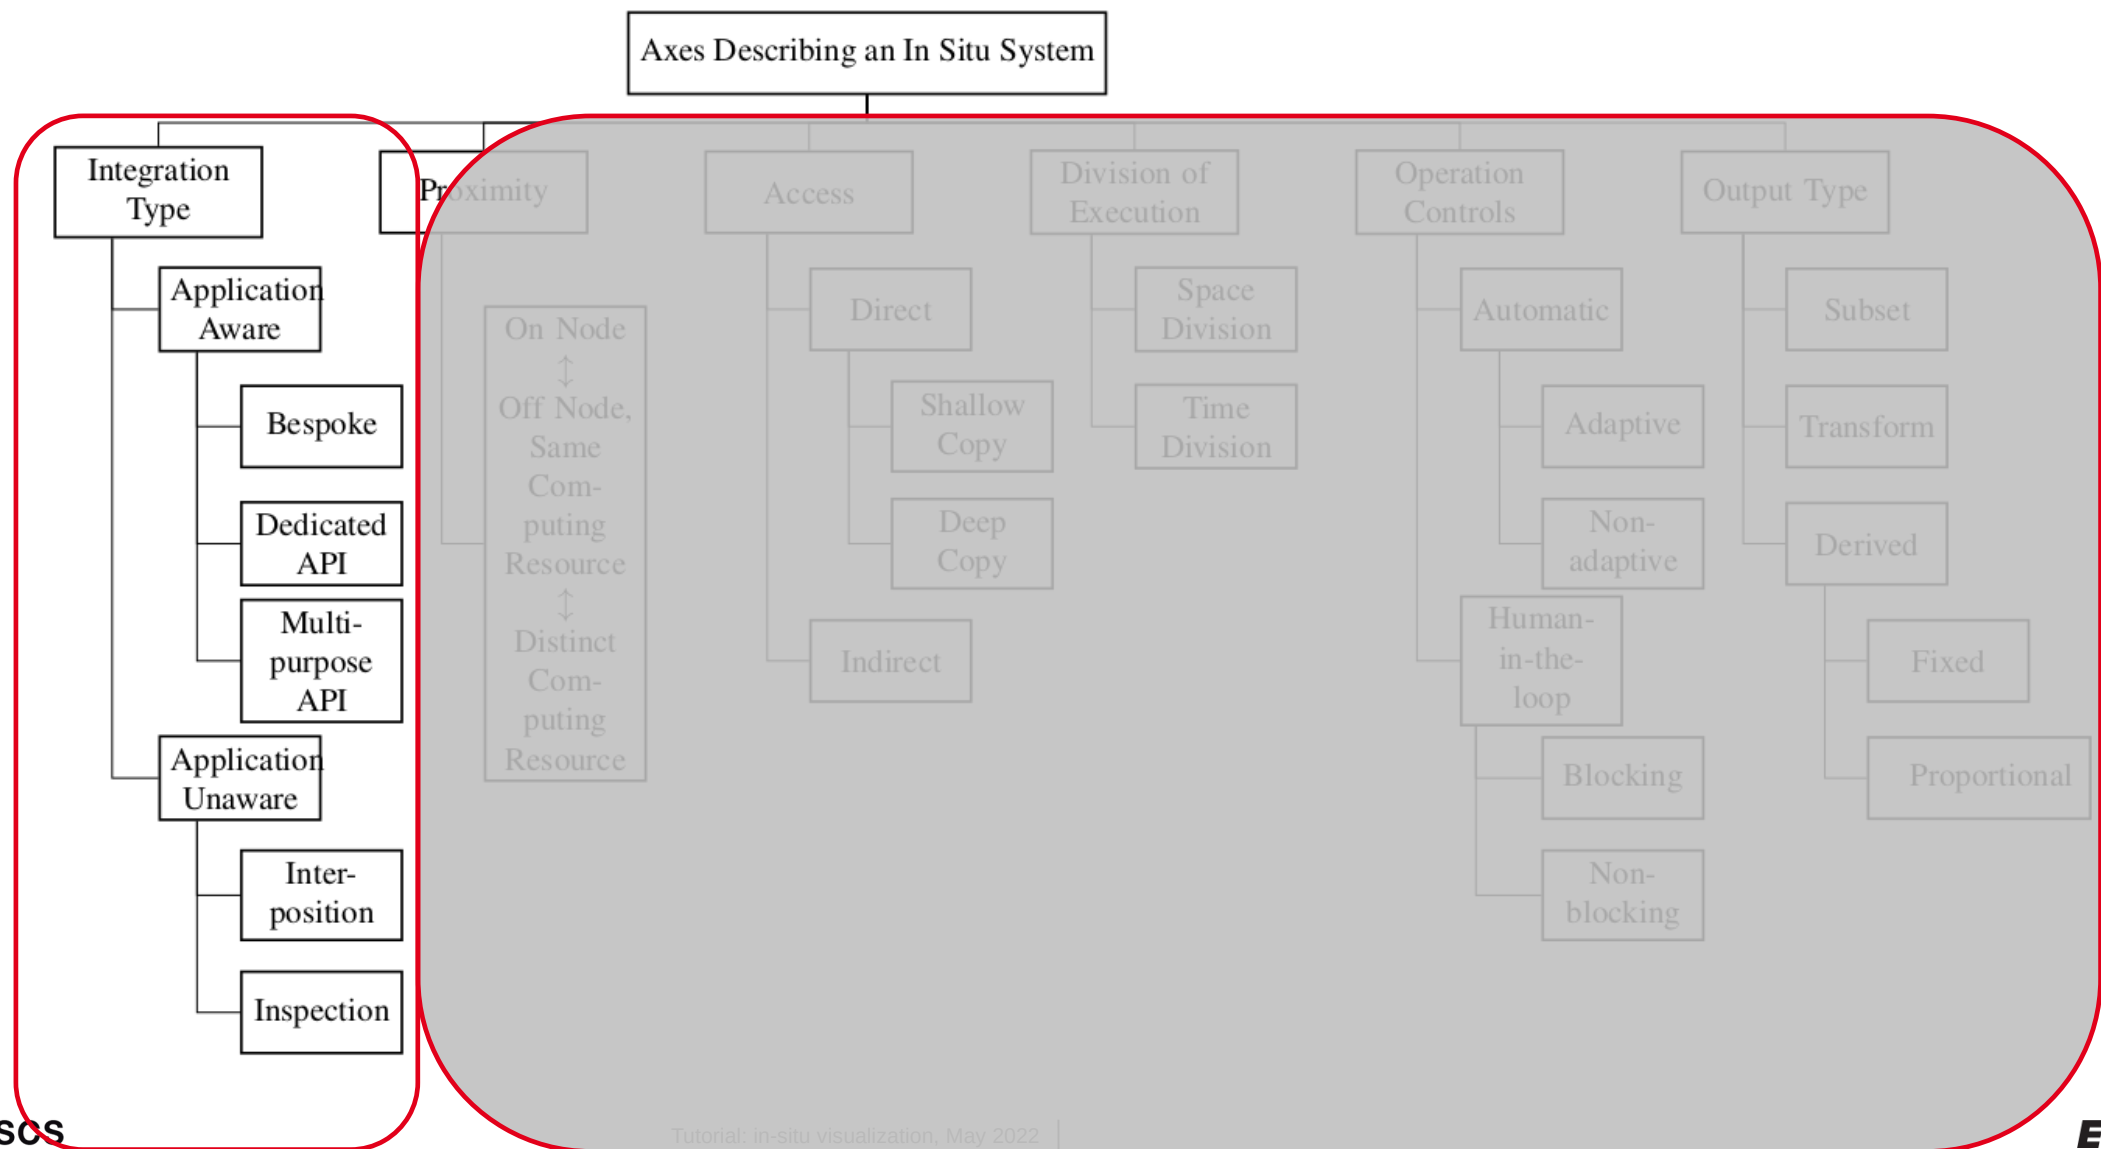 Axes Describing an In Situ System
Integration
Type
Application
Aware
Bespoke
Dedicated
API
Multi-
purpose
API
Application
Unaware
Inter-
position
Inspection
Proximity
On Node
↕
Off Node,
Same
Com-
puting
Resource
↕
Distinct
Com-
puting
Resource
Access
Direct
Shallow
Copy
Deep
Copy
Indirect
Division of
Execution
Space
Division
Time
Division
Operation
Controls
Automatic
Adaptive
Non-
adaptive
Human-
in-the-
loop
Blocking
Non-
blocking
Output Type
Subset
Transform
Derived
Fixed
Proportional
SCS
Tutorial: in-situ visualization, May 2022
E